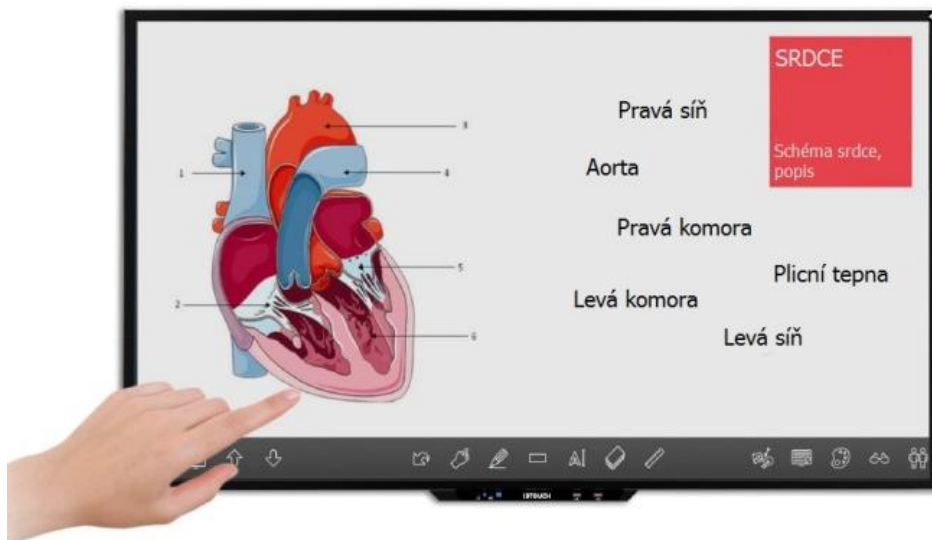 SRDCE
Schéma srdce,
popis
Pravá síň
Aorta
Pravá komora
Plicní tepna
Levá komora
Levá síň
1
2
3
4
5
6
A